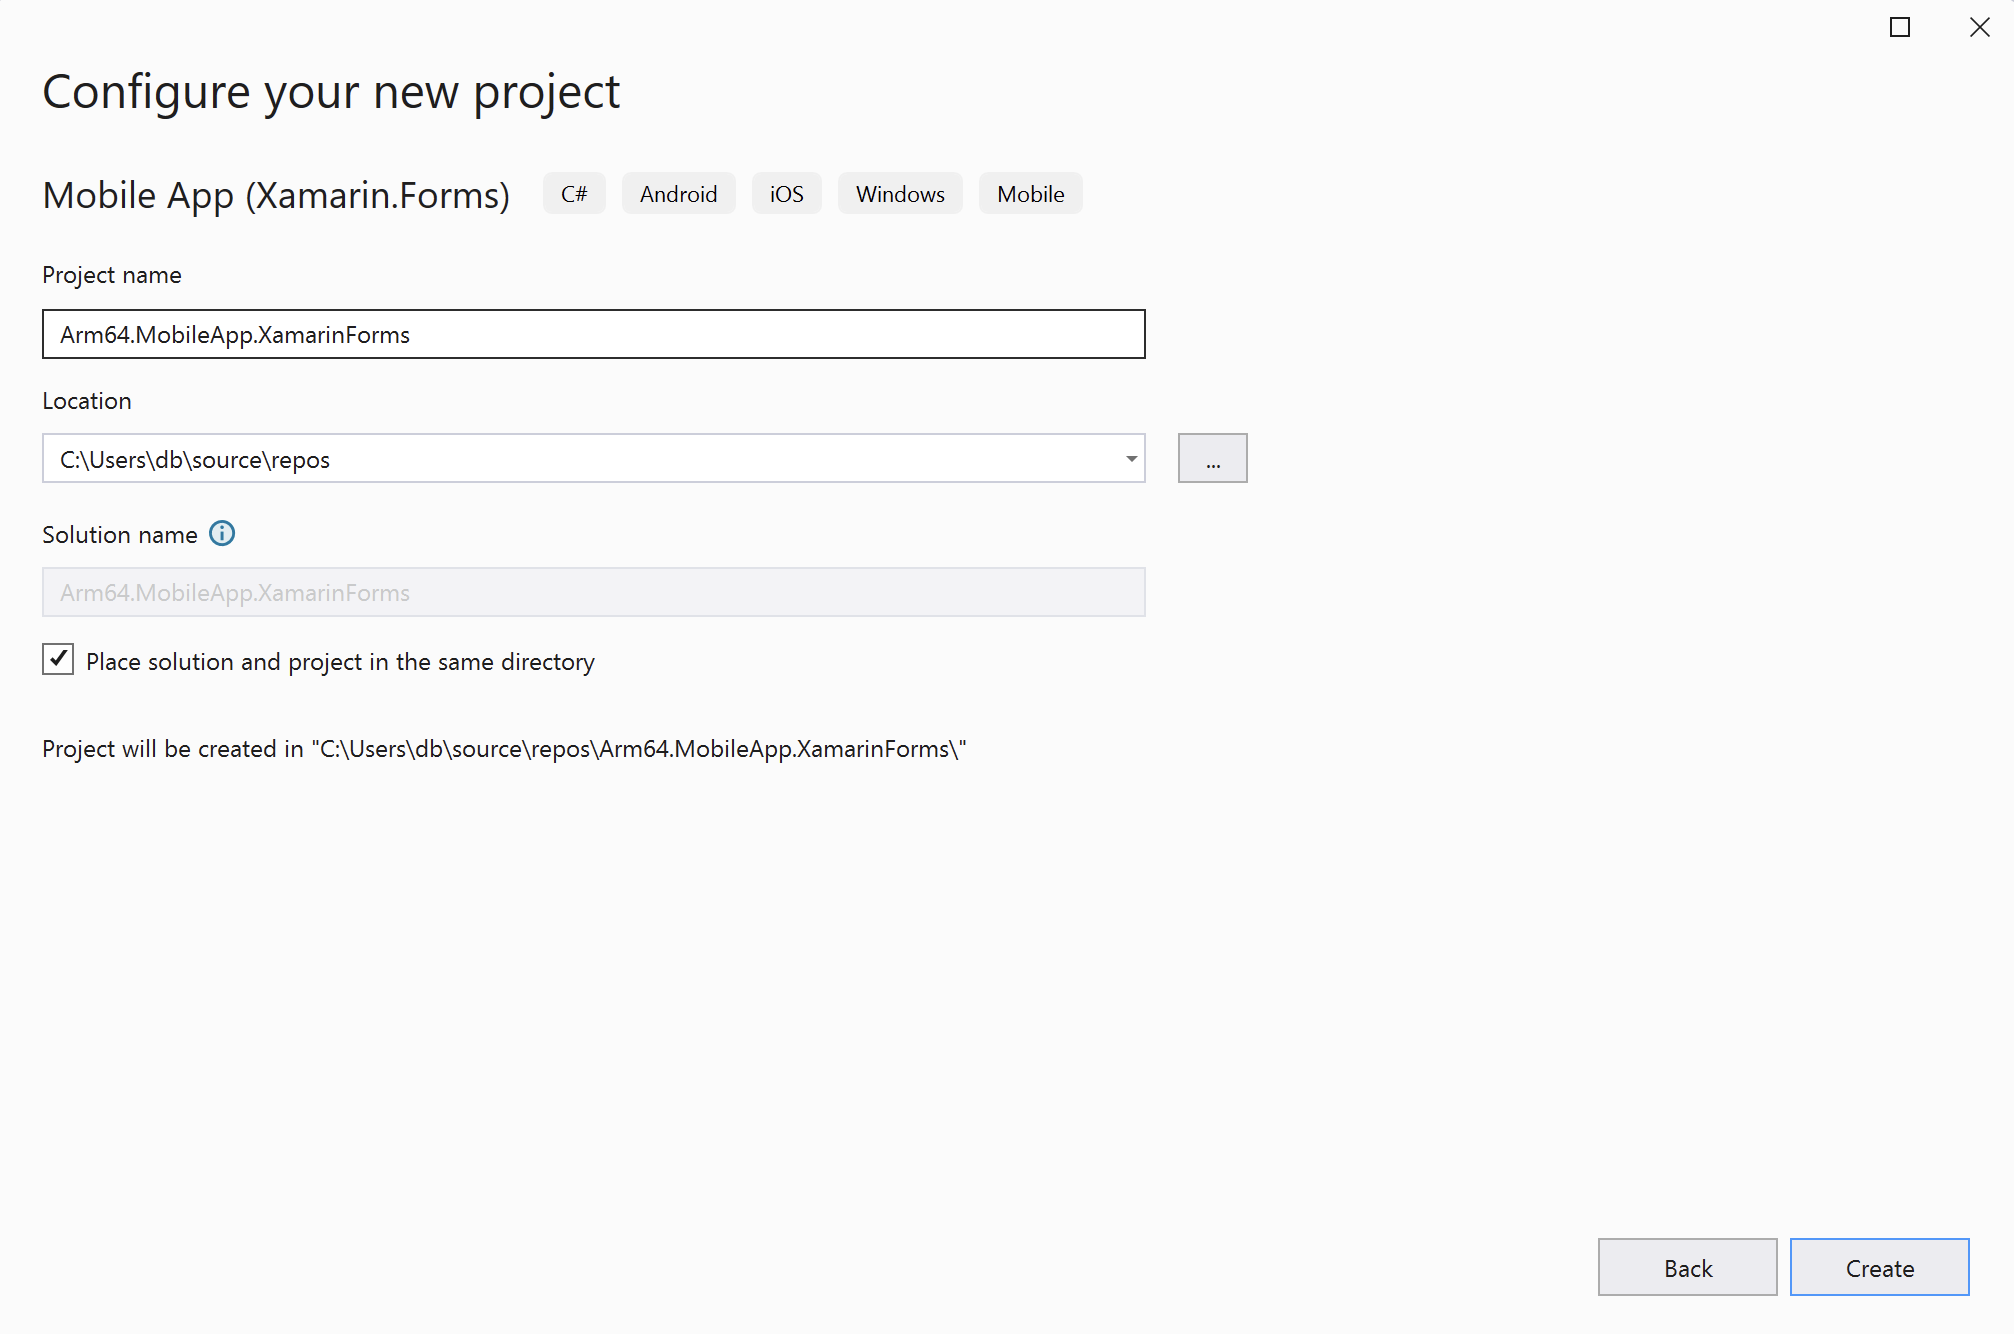 Configure your new project
Mobile App (Xamarin.Forms) C# Android iOS Windows Mobile
Project name
Arm64.MobileApp.XamarinForms
Location
C:\Users\db\source\repos
...
Solution name
Arm64.MobileApp.XamarinForms
Place solution and project in the same directory
Project will be created in "C:\Users\db\source\repos\Arm64.MobileApp.XamarinForms\"
Back Create